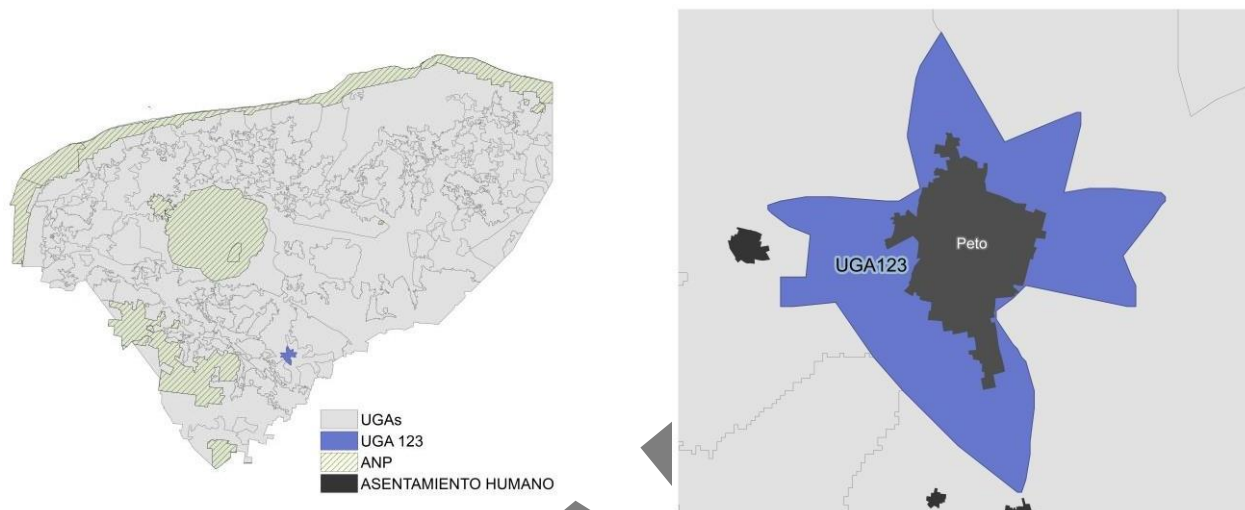 UGAs
UGA 123
ANP
ASENTAMIENTO HUMANO
Peto
UGA123